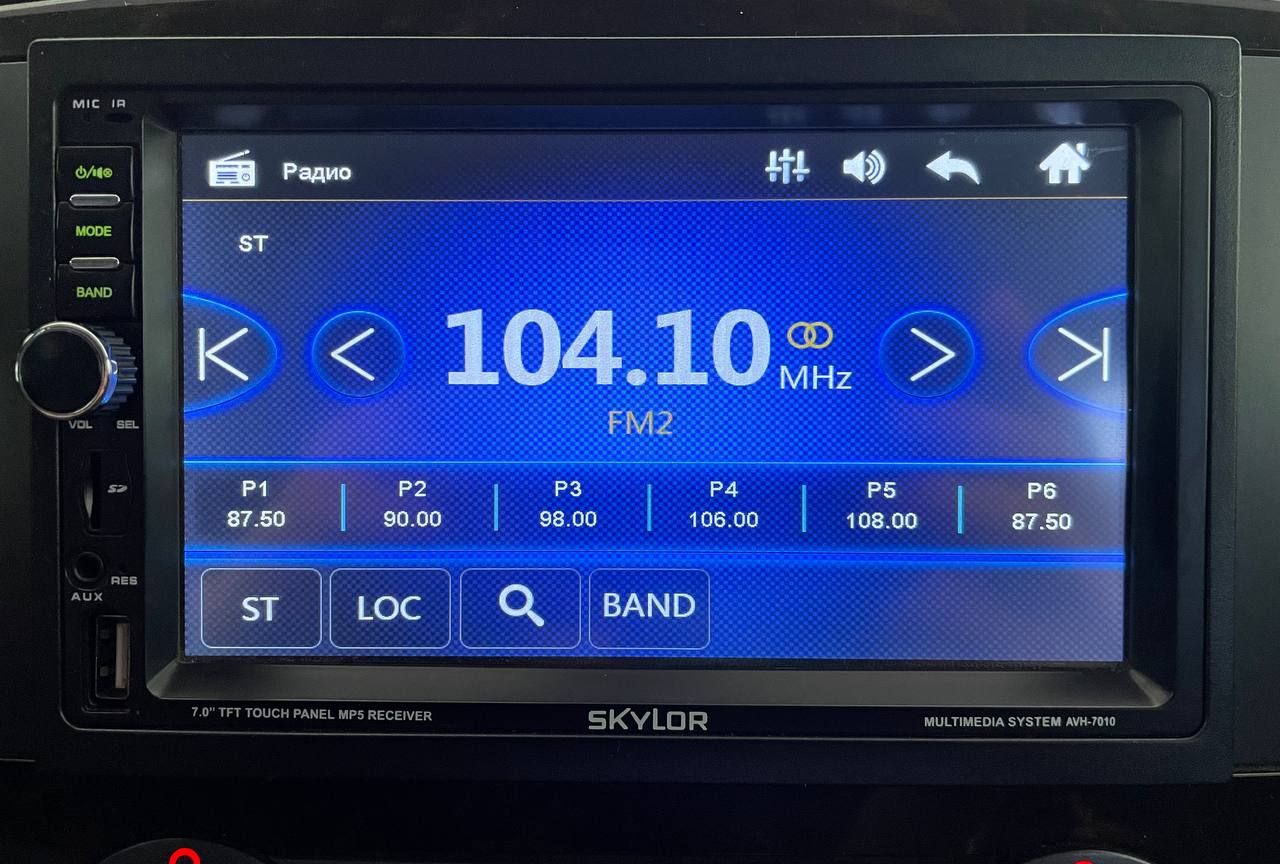 MIC IR
Радио
MODE
ST
BAND
104.10
MHz
FM2
VOL SEL
P1 P2 P3 P4 P5 P6
87.50 90.00 98.00 106.00 108.00 87.50
SD
RES
AUX
ST LOC BAND
7.0" TFT TOUCH PANEL MP5 RECEIVER
SKYLOR
MULTIMEDIA SYSTEM AVH-7010